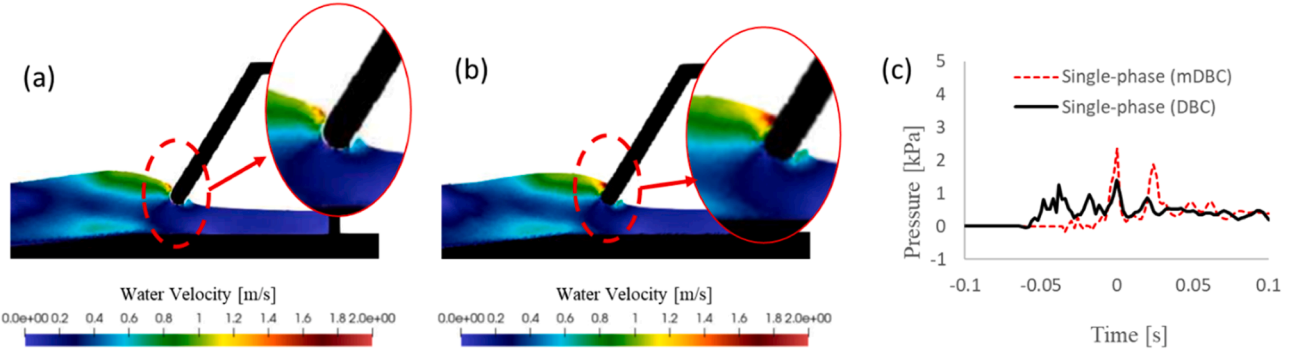 (a)
(b)
(c)
Water Velocity [m/s]
0.0e+00 0.2 0.4 0.6 0.8 1 1.2 1.4 1.6 1.8 2.0e+00
Water Velocity [m/s]
0.0e+00 0.2 0.4 0.6 0.8 1 1.2 1.4 1.6 1.8 2.0e+00
Single-phase (mDBC)
Single-phase (DBC)
Pressure [kPa]
5
4
3
2
1
0
-1
-0.1 -0.05 0 0.05 0.1
Time [s]